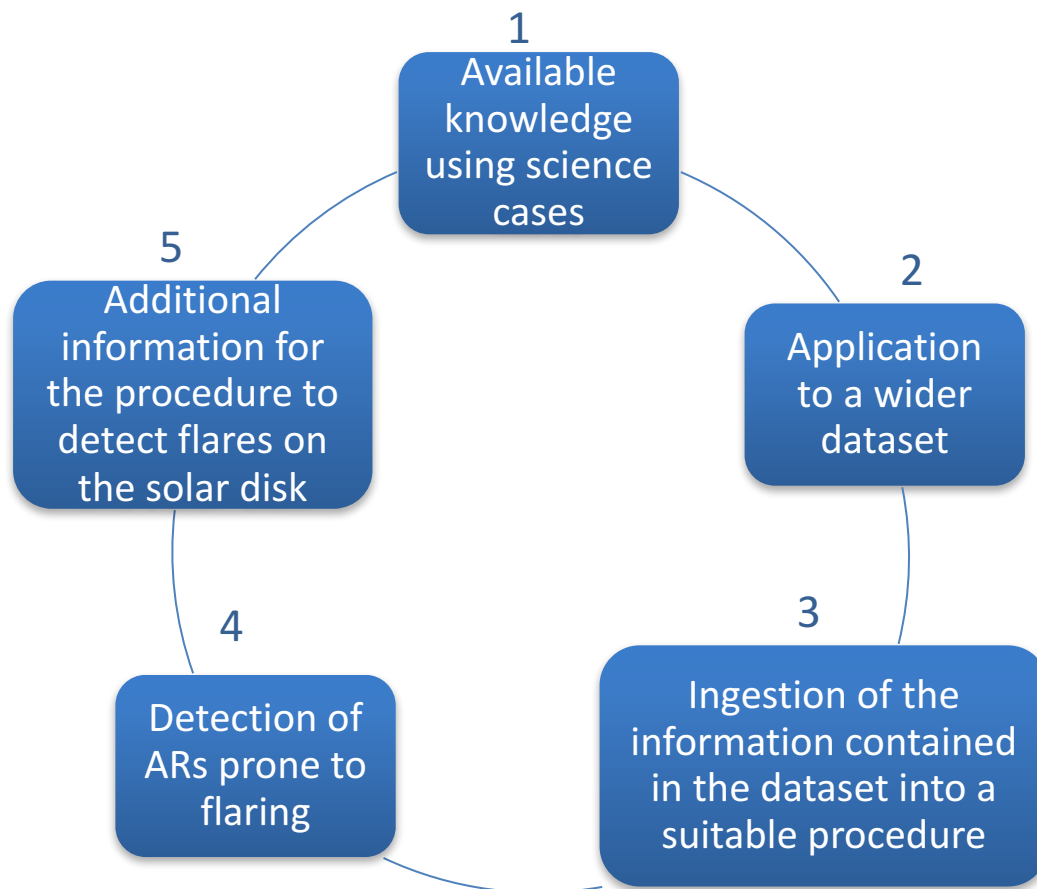 1
Available
knowledge
using science
cases
2
Application
to a wider
dataset
3
Ingestion of the
information contained
in the dataset into a
suitable procedure
4
Detection of
ARs prone to
flaring
5
Additional
information for
the procedure to
detect flares on
the solar disk